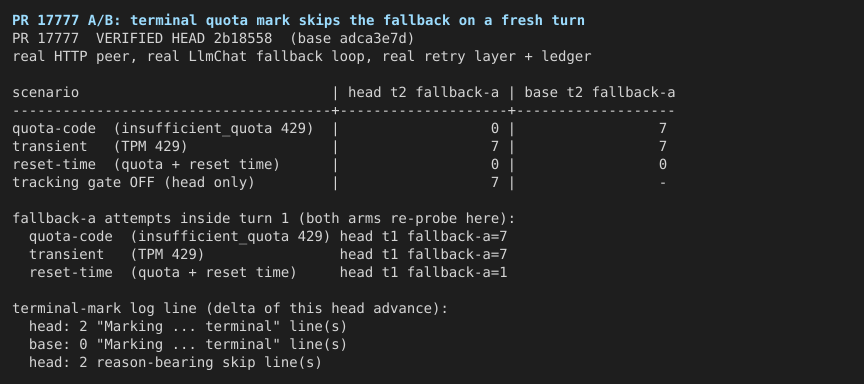 PR 17777 A/B: terminal quota mark skips the fallback on a fresh turn
PR 17777  VERIFIED HEAD 2b18558  (base adca3e7d)
real HTTP peer, real LlmChat fallback loop, real retry layer + ledger

scenario                               | head t2 fallback-a | base t2 fallback-a
---------------------------------------+--------------------+-------------------
quota-code  (insufficient_quota 429)  |                   0 |                   7
transient   (TPM 429)                 |                   7 |                   7
reset-time  (quota + reset time)      |                   0 |                   0
tracking gate OFF (head only)         |                   7 |                   -

fallback-a attempts inside turn 1 (both arms re-probe here):
  quota-code  (insufficient_quota 429) head t1 fallback-a=7
  transient   (TPM 429)                head t1 fallback-a=7
  reset-time  (quota + reset time)     head t1 fallback-a=1

terminal-mark log line (delta of this head advance):
  head: 2 "Marking ... terminal" line(s)
  base: 0 "Marking ... terminal" line(s)
  head: 2 reason-bearing skip line(s)